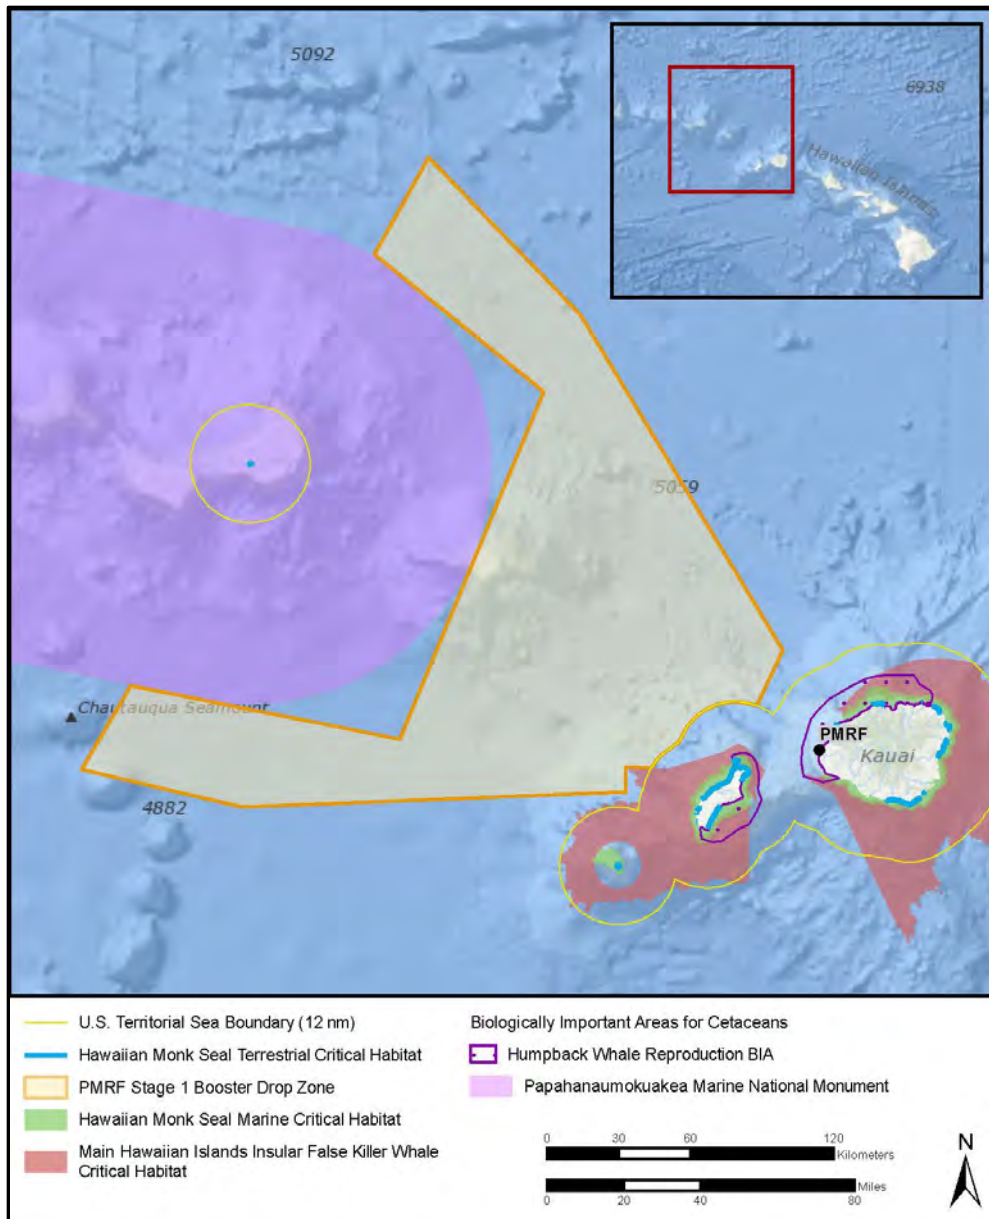 5092
6938
Hawaiian Islands
5059
Chautauqua Seamount
PMRF
Kauai
4882
U.S. Territorial Sea Boundary (12 nm)
Hawaiian Monk Seal Terrestrial Critical Habitat
PMRF Stage 1 Booster Drop Zone
Hawaiian Monk Seal Marine Critical Habitat
Main Hawaiian Islands Insular False Killer Whale
Critical Habitat
Biologically Important Areas for Cetaceans
Humpback Whale Reproduction BIA
Papahanaumokuakea Marine National Monument
0 30 60 120
Kilometers
Miles
0 20 40 80
N